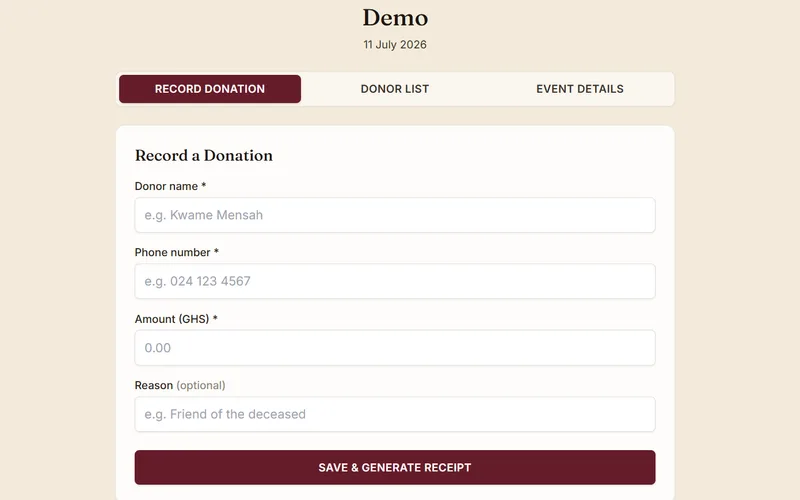 Demo
11 July 2026
RECORD DONATION
DONOR LIST
EVENT DETAILS
Record a Donation
Donor name *
e.g. Kwame Mensah
Phone number *
e.g. 024 123 4567
Amount (GHS) *
0.00
Reason (optional)
e.g. Friend of the deceased
SAVE & GENERATE RECEIPT